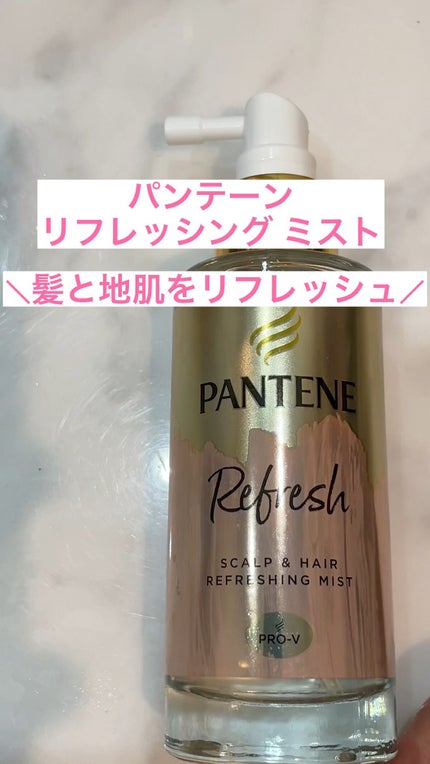 パンテーン
リフレッシング ミスト
＼髪と地肌をリフレッシュ／
PANTENE
Refresh
SCALP & HAIR
REFRESHING MIST
PRO-V